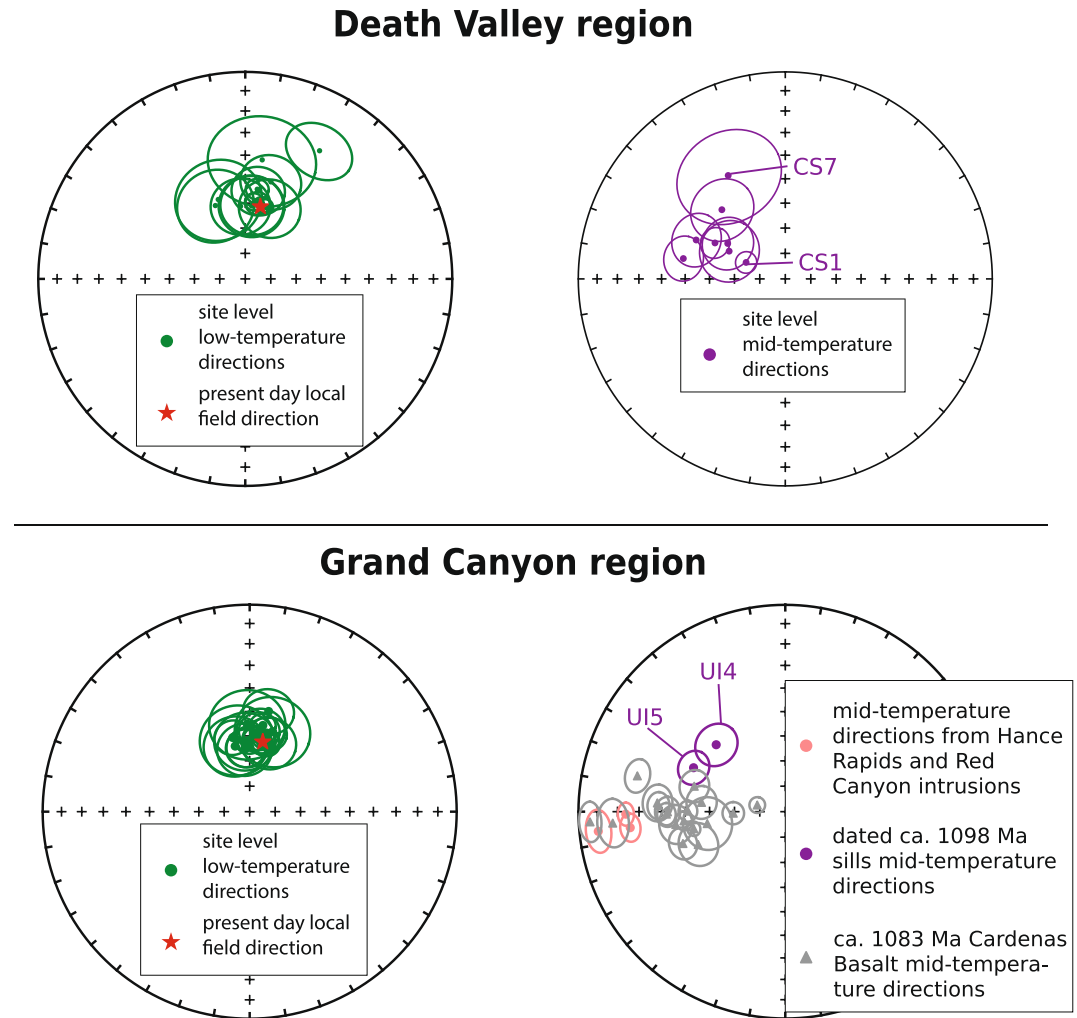 Death Valley region
CS7
CS1
site level
low-temperature
directions
present day local
field direction
site level
mid-temperature
directions
Grand Canyon region
UI4
UI5
site level
low-temperature
directions
present day local
field direction
mid-temperature
directions from Hance
Rapids and Red
Canyon intrusions
dated ca. 1098 Ma
sills mid-temperature
directions
ca. 1083 Ma Cardenas
Basalt mid-tempera-
ture directions